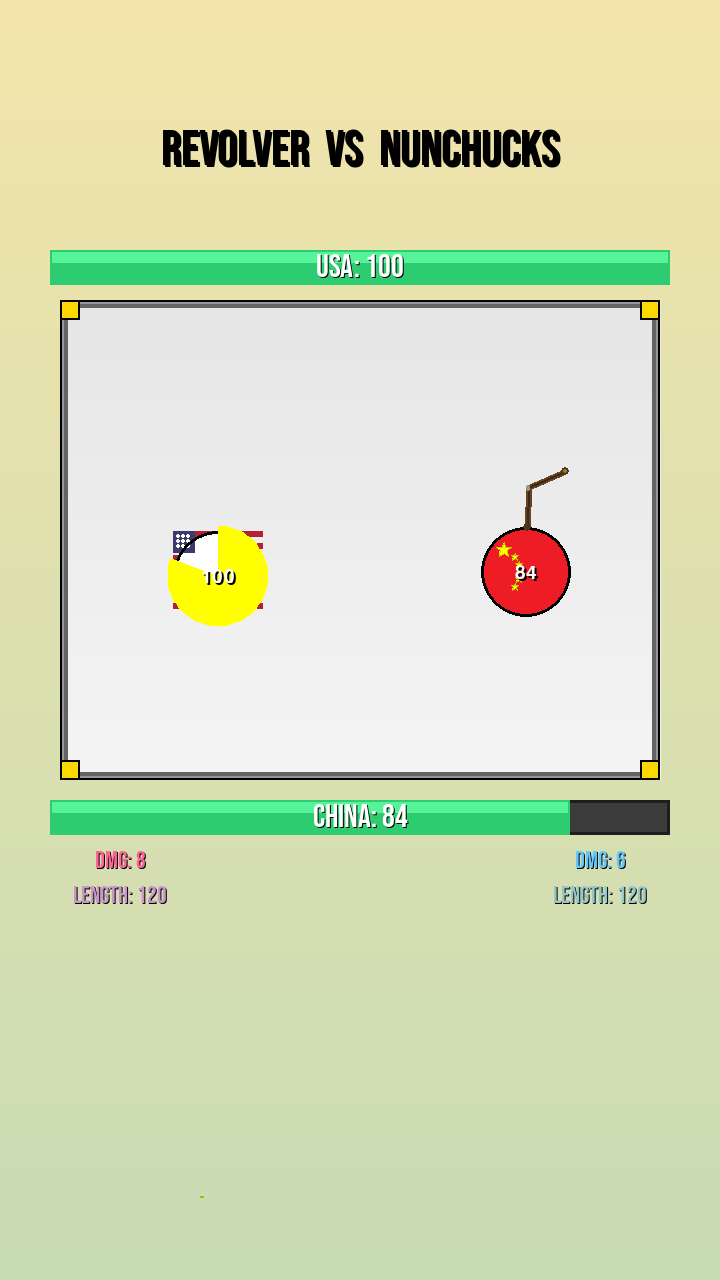 REVOLVER VS NUNCHUCKS
USA: 100
100
84
CHINA: 84
DMG: 8
DMG: 6
LENGTH: 120
LENGTH: 120